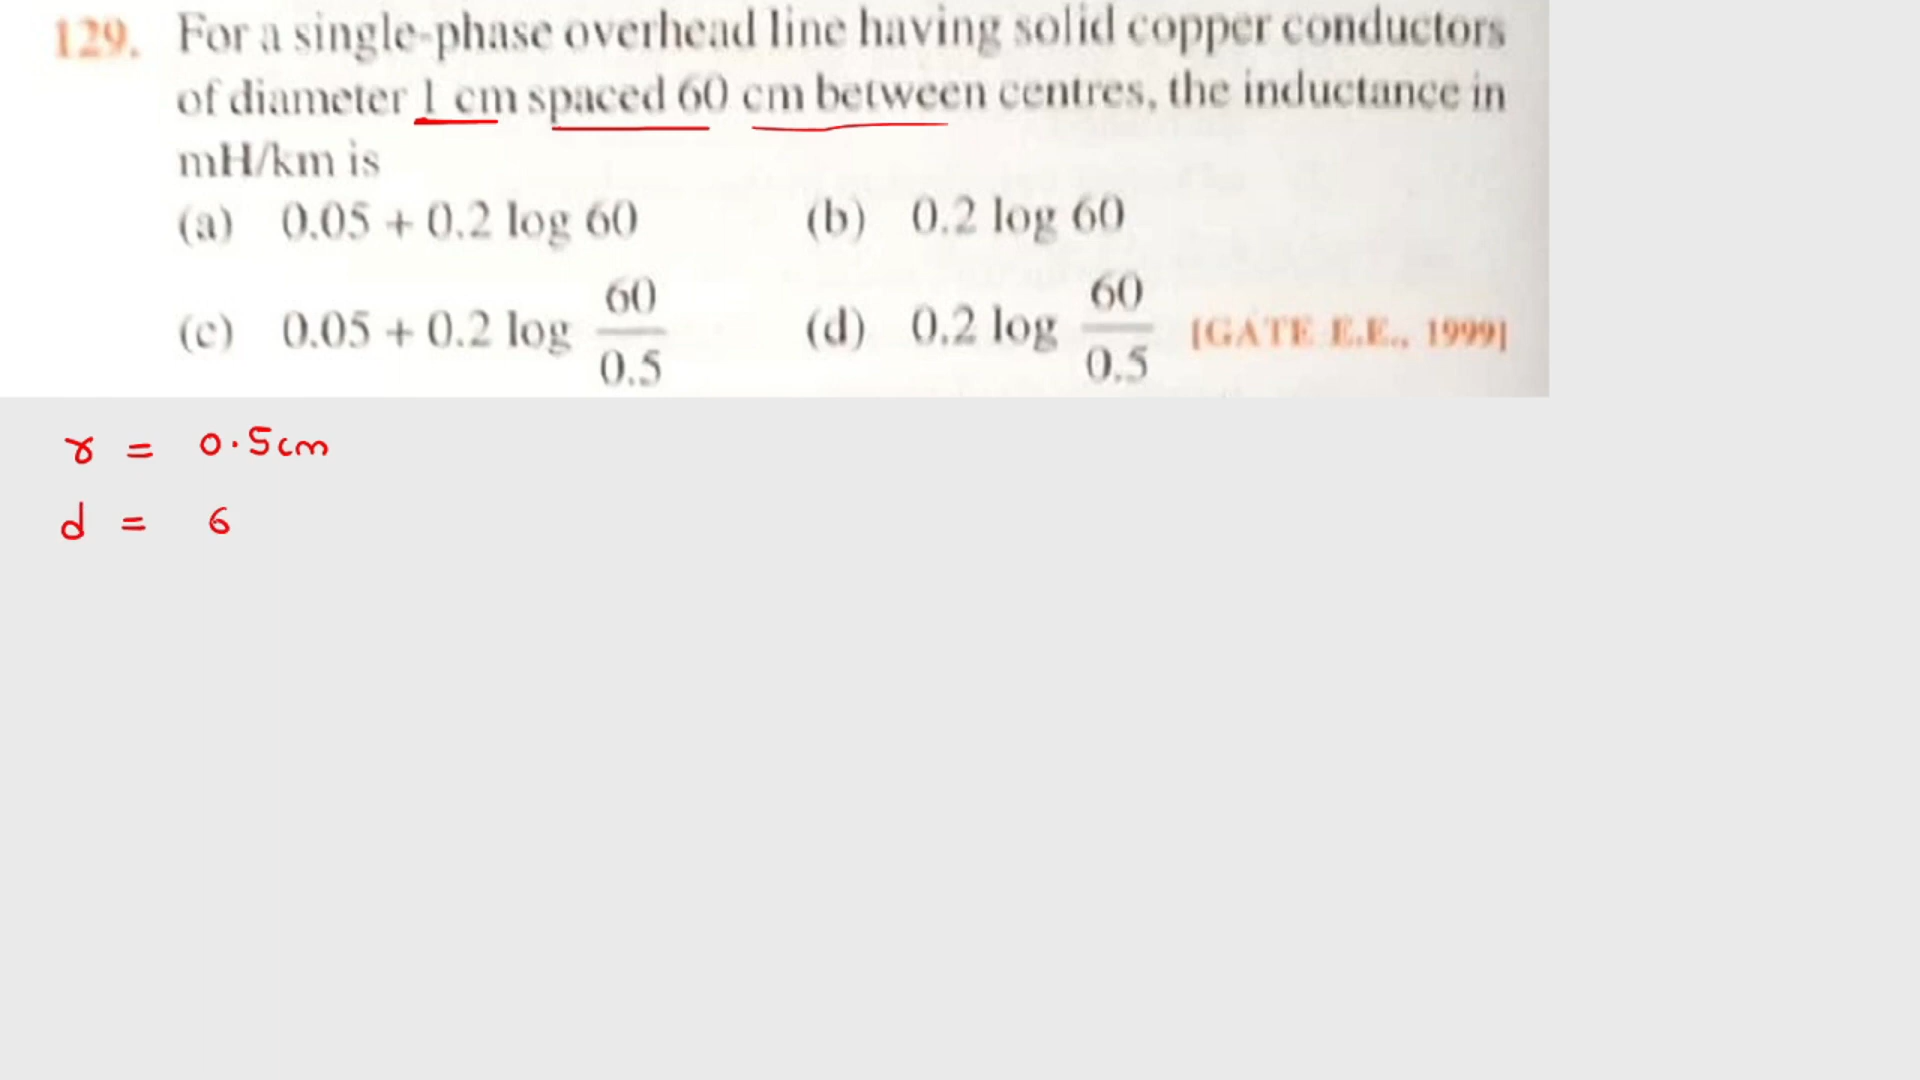 129. For a single-phase overhead line having solid copper conductors
of diameter 1 cm spaced 60 cm between centres, the inductance in
mH/km is
(a) 0.05 + 0.2 log 60 (b) 0.2 log 60
(c) 0.05 + 0.2 log 60/0.5 (d) 0.2 log 60/0.5 [GATE E.E., 1999]
r = 0.5cm
d = 6